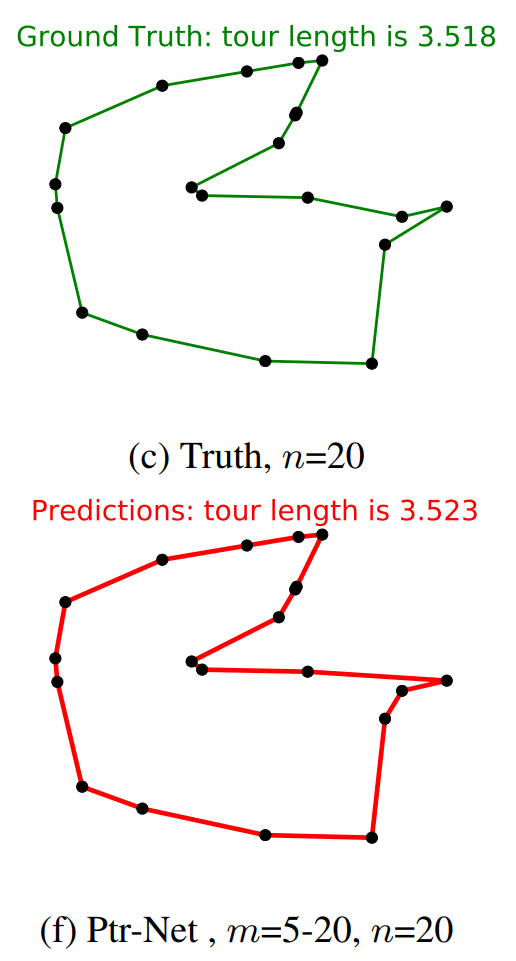 Ground Truth: tour length is 3.518
(c) Truth, n=20
Predictions: tour length is 3.523
(f) Ptr-Net , m=5-20, n=20